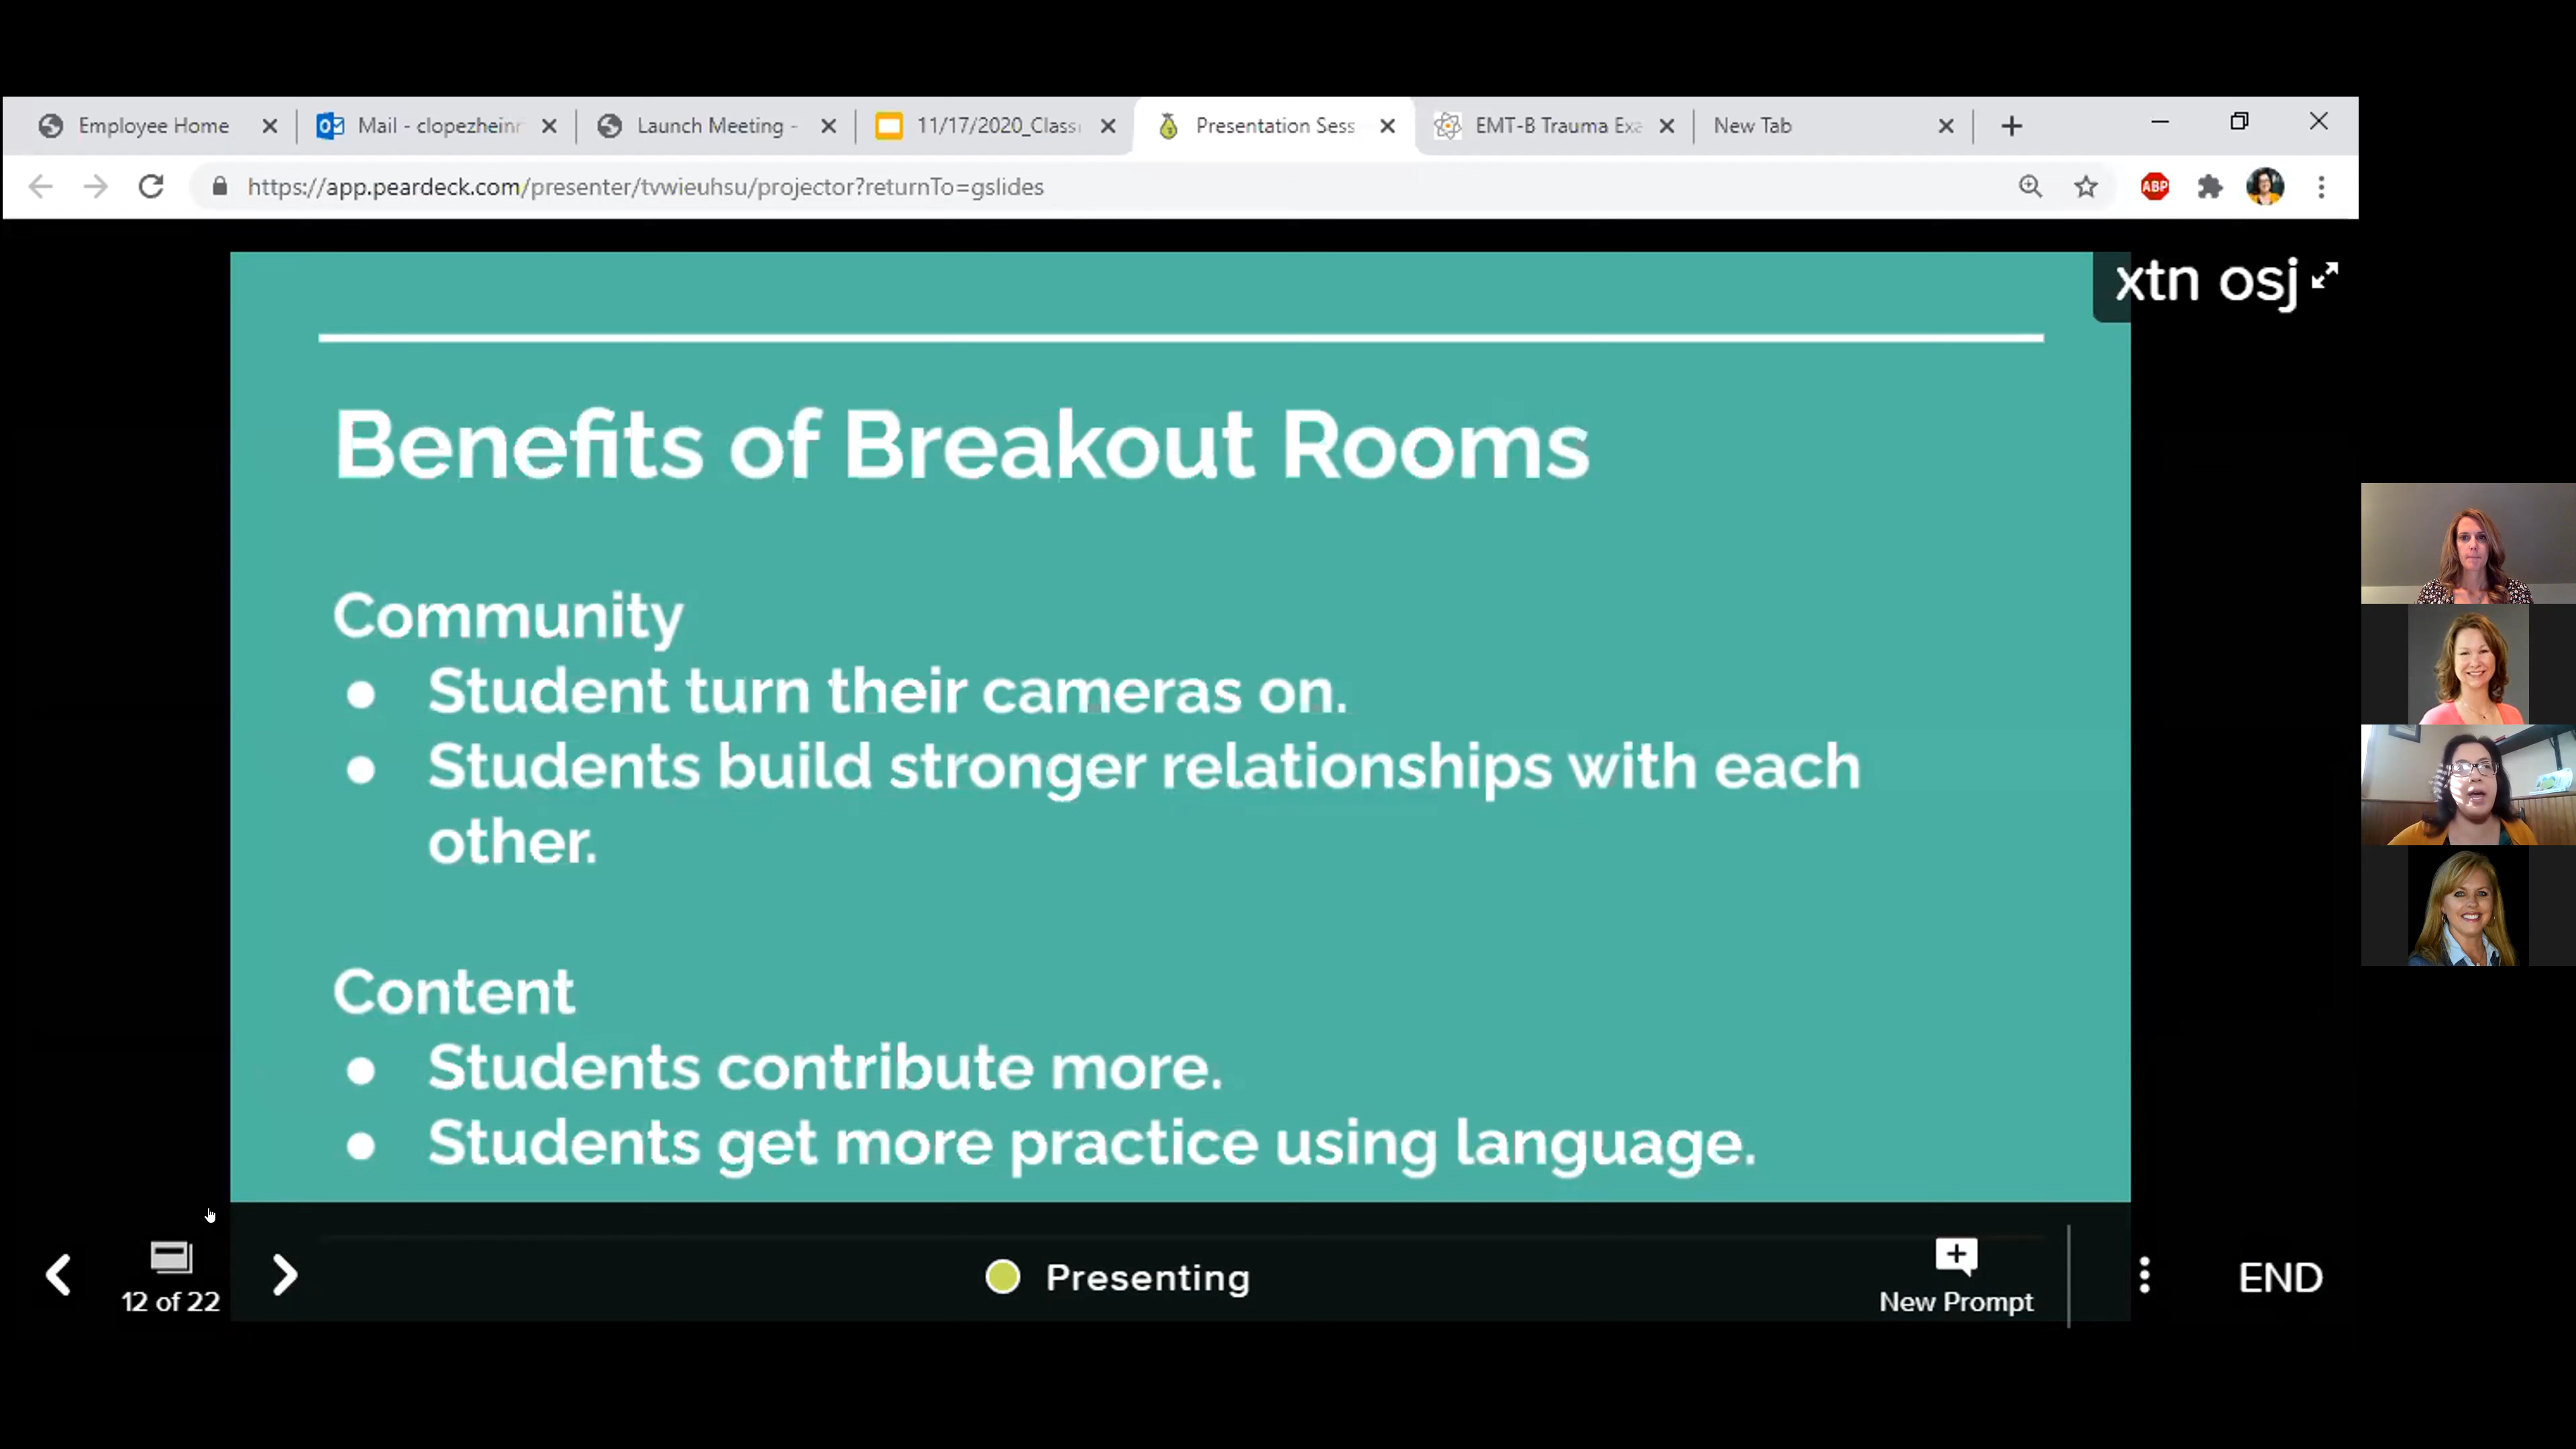 Employee Home
Mail - clopezheinr
Launch Meeting -
11/17/2020_Class
Presentation Sess
EMT-B Trauma Exa
New Tab
https://app.peardeck.com/presenter/tvwieuhsu/projector?returnTo=gslides
ABP
xtn osj
Benefits of Breakout Rooms
Community
● Student turn their cameras on.
● Students build stronger relationships with each
other.
Content
● Students contribute more.
● Students get more practice using language.
12 of 22
Presenting
New Prompt
END